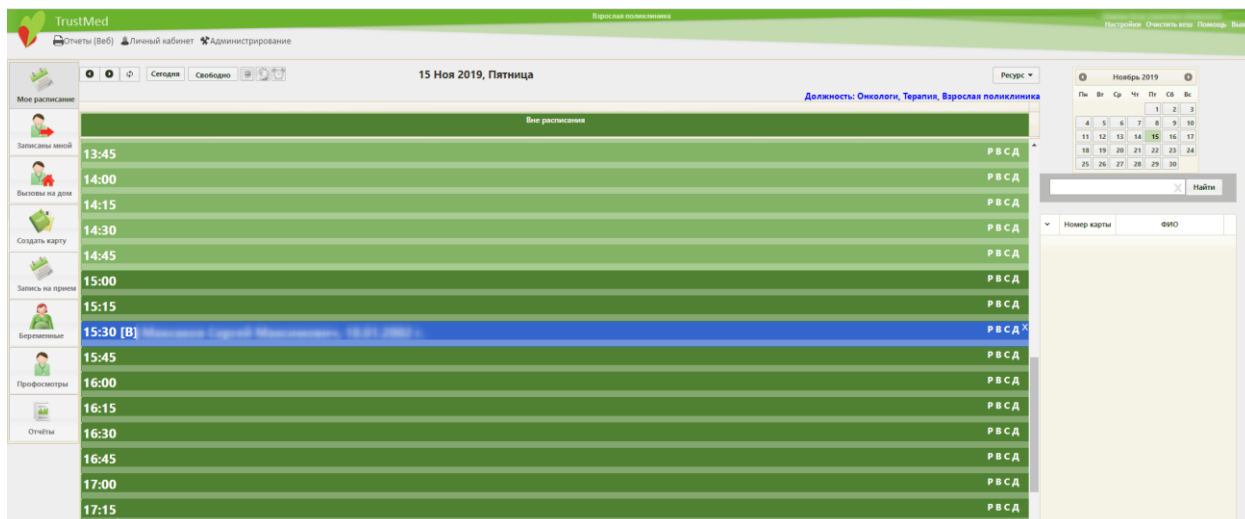 TrustMed
Взрослая поликлиника
Настройки Очистить кеш Помощь
Отчеты (Веб) Личный кабинет Администрирование
Мое расписание
Записаны мной
Вызовы на дом
Создать карту
Запись на прием
Беременные
Профосмотры
Отчёты
Сегодня Свободно
15 Ноя 2019, Пятница
Ресурс
Должность: Онкологи, Терапия, Взрослая поликлиника
Вне расписания
13:45 Р В С Д
14:00 Р В С Д
14:15 Р В С Д
14:30 Р В С Д
14:45 Р В С Д
15:00 Р В С Д
15:15 Р В С Д
15:30 [В] Р В С Д X
15:45 Р В С Д
16:00 Р В С Д
16:15 Р В С Д
16:30 Р В С Д
16:45 Р В С Д
17:00 Р В С Д
17:15 Р В С Д
Ноябрь 2019
Пн Вт Ср Чт Пт Сб Вс
1 2 3
4 5 6 7 8 9 10
11 12 13 14 15 16 17
18 19 20 21 22 23 24
25 26 27 28 29 30
X Найти
Номер карты ФИО